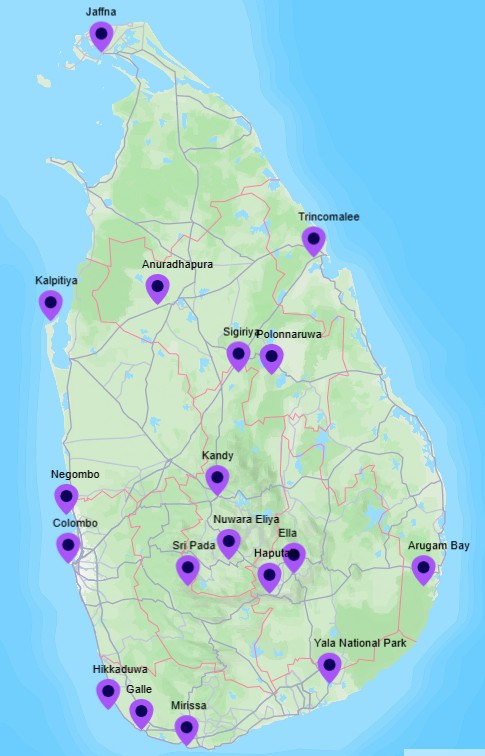 Jaffna
Trincomalee
Anuradhapura
Kalpitiya
Sigiriya
Polonnaruwa
Kandy
Negombo
Nuwara Eliya
Colombo
Ella
Sri Pada
Haputa
Arugam Bay
Yala National Park
Hikkaduwa
Galle
Mirissa